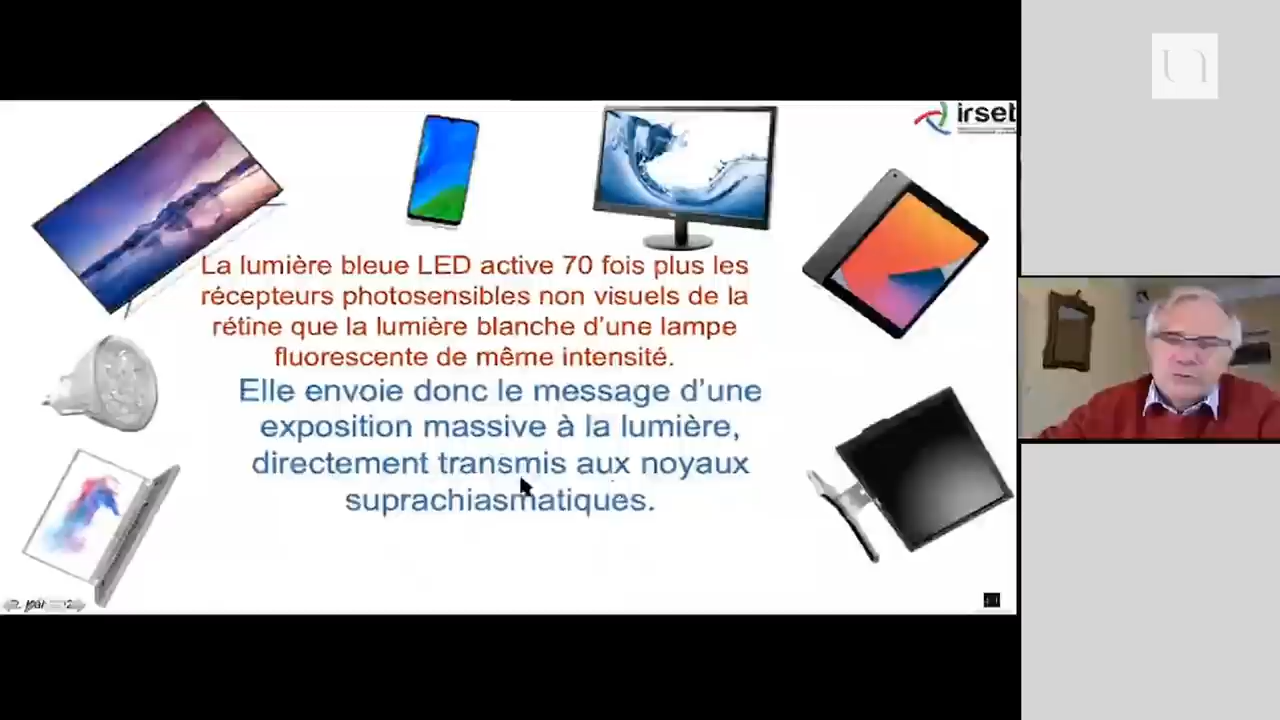 irset
La lumière bleue LED active 70 fois plus les
récepteurs photosensibles non visuels de la
rétine que la lumière blanche d’une lampe
fluorescente de même intensité.
Elle envoie donc le message d’une
exposition massive à la lumière,
directement transmis aux noyaux
suprachiasmatiques.